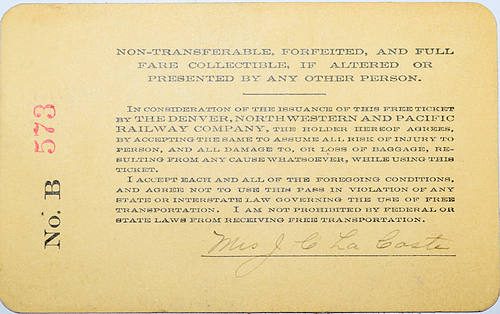 NON-TRANSFERABLE, FORFEITED, AND FULL
FARE COLLECTIBLE, IF ALTERED OR
PRESENTED BY ANY OTHER PERSON.
IN CONSIDERATION OF THE ISSUANCE OF THIS FREE TICKET
BY THE DENVER, NORTHWESTERN AND PACIFIC
RAILWAY COMPANY, THE HOLDER HEREOF AGREES,
BY ACCEPTING THE SAME TO ASSUME ALL RISK OF INJURY TO
PERSON, AND ALL DAMAGE TO, OR LOSS OF BAGGAGE, RE-
SULTING FROM ANY CAUSE WHATSOEVER, WHILE USING THIS
TICKET.
I ACCEPT EACH AND ALL OF THE FOREGOING CONDITIONS,
AND AGREE NOT TO USE THIS PASS IN VIOLATION OF ANY
STATE OR INTERSTATE LAW GOVERNING THE USE OF FREE
TRANSPORTATION. I AM NOT PROHIBITED BY FEDERAL OR
STATE LAWS FROM RECEIVING FREE TRANSPORTATION.
Mrs J. C La Coste
No. B 573